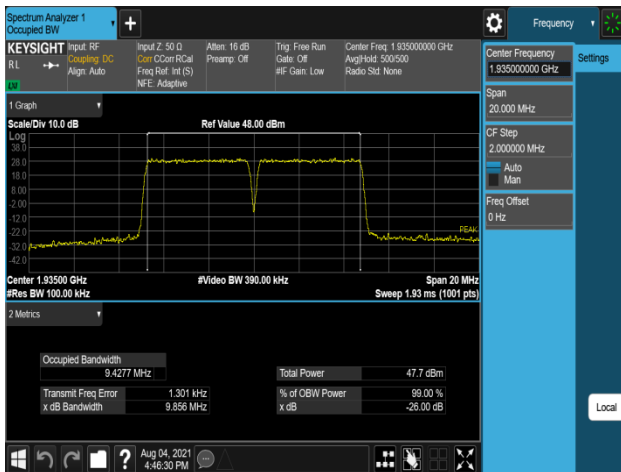 Spectrum Analyzer 1
Occupied BW
+
Frequency
KEYSIGHT
RL
Input: RF
Coupling: DC
Align: Auto
Input Z: 50 Ω
Corr CCorr RCal
Freq Ref: Int (S)
NFE: Adaptive
Atten: 16 dB
Preamp: Off
Trig: Free Run
Gate: Off
#IF Gain: Low
Center Freq: 1.935000000 GHz
Avg|Hold: 500/500
Radio Std: None
Center Frequency
1.935000000 GHz
Settings
Span
20.000 MHz
CF Step
2.000000 MHz
Auto
Man
Freq Offset
0 Hz
1 Graph
Scale/Div 10.0 dB
Ref Value 48.00 dBm
Log
38.0
28.0
18.0
8.00
-2.00
-12.0
-22.0
-32.0
-42.0
PEAK
Center 1.93500 GHz
#Video BW 390.00 kHz
Span 20 MHz
#Res BW 100.00 kHz
Sweep 1.93 ms (1001 pts)
2 Metrics
Occupied Bandwidth
9.4277 MHz
Total Power
47.7 dBm
Transmit Freq Error
1.301 kHz
% of OBW Power
99.00 %
x dB Bandwidth
9.856 MHz
x dB
-26.00 dB
Local
?
Aug 04, 2021
4:46:30 PM